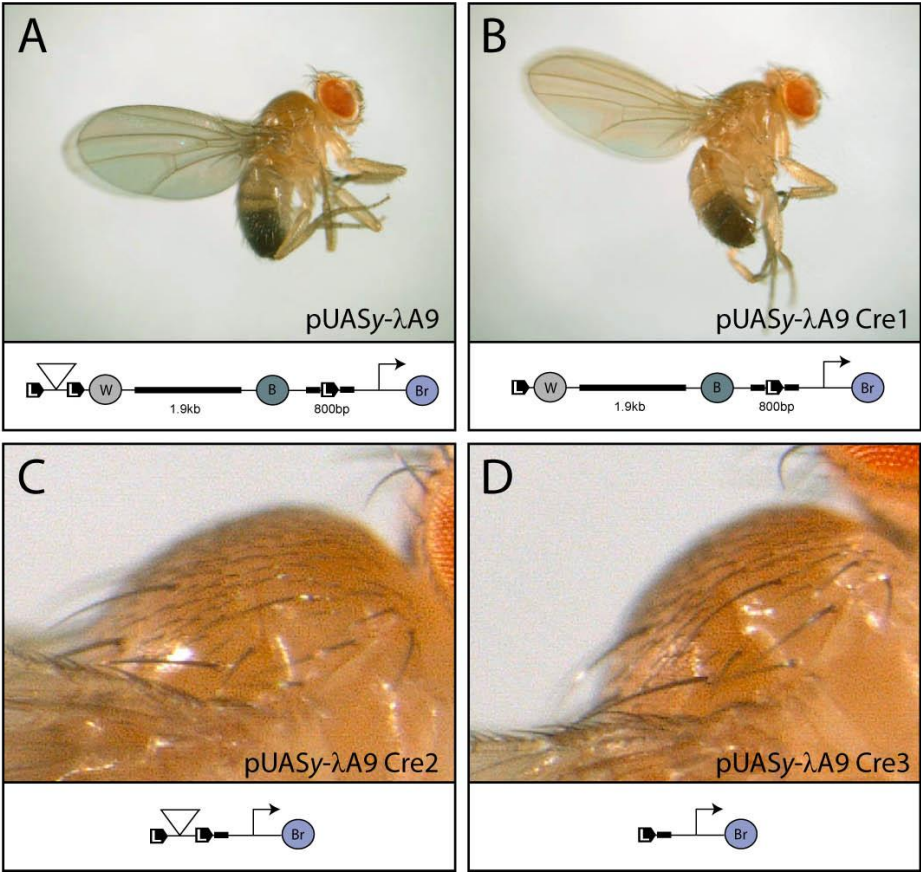 A
pUASy-λA9
L L W B L Br
1.9kb 800bp
B
pUASy-λA9 Cre1
L W B L Br
1.9kb 800bp
C
pUASy-λA9 Cre2
L L Br
D
pUASy-λA9 Cre3
L Br